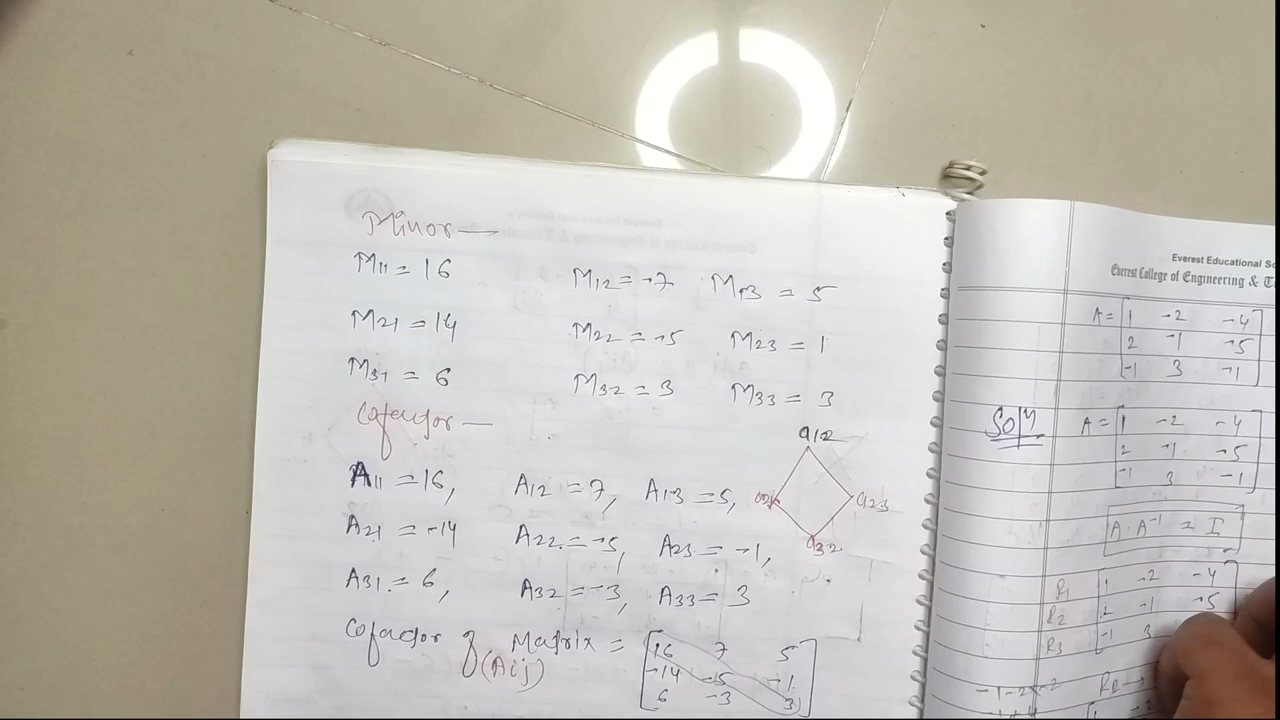 Minor —
M11 = 16 M12 = -7 M13 = 5
M21 = 14 M22 = -5 M23 = 1
M31 = 6 M32 = 3 M33 = 3
Cofactor —
A11 = 16, A12 = 7, A13 = 5,
A21 = -14 A22 = -5, A23 = -1,
A31 = 6, A32 = -3, A33 = 3
a12
a23
a32
Cofactor of Matrix = [16 7 5
(Aij) -14 -5 -1
6 -3 3]
Everest Educational So
Everest College of Engineering & T
A = [1 -2 -4
2 -1 -5
-1 3 -1]
Soln A = [1 -2 -4
2 -1 -5
-1 3 -1]
A · A⁻¹ = I
R1 [1 -2 -4
R2 2 -1 -5
R3 -1 3